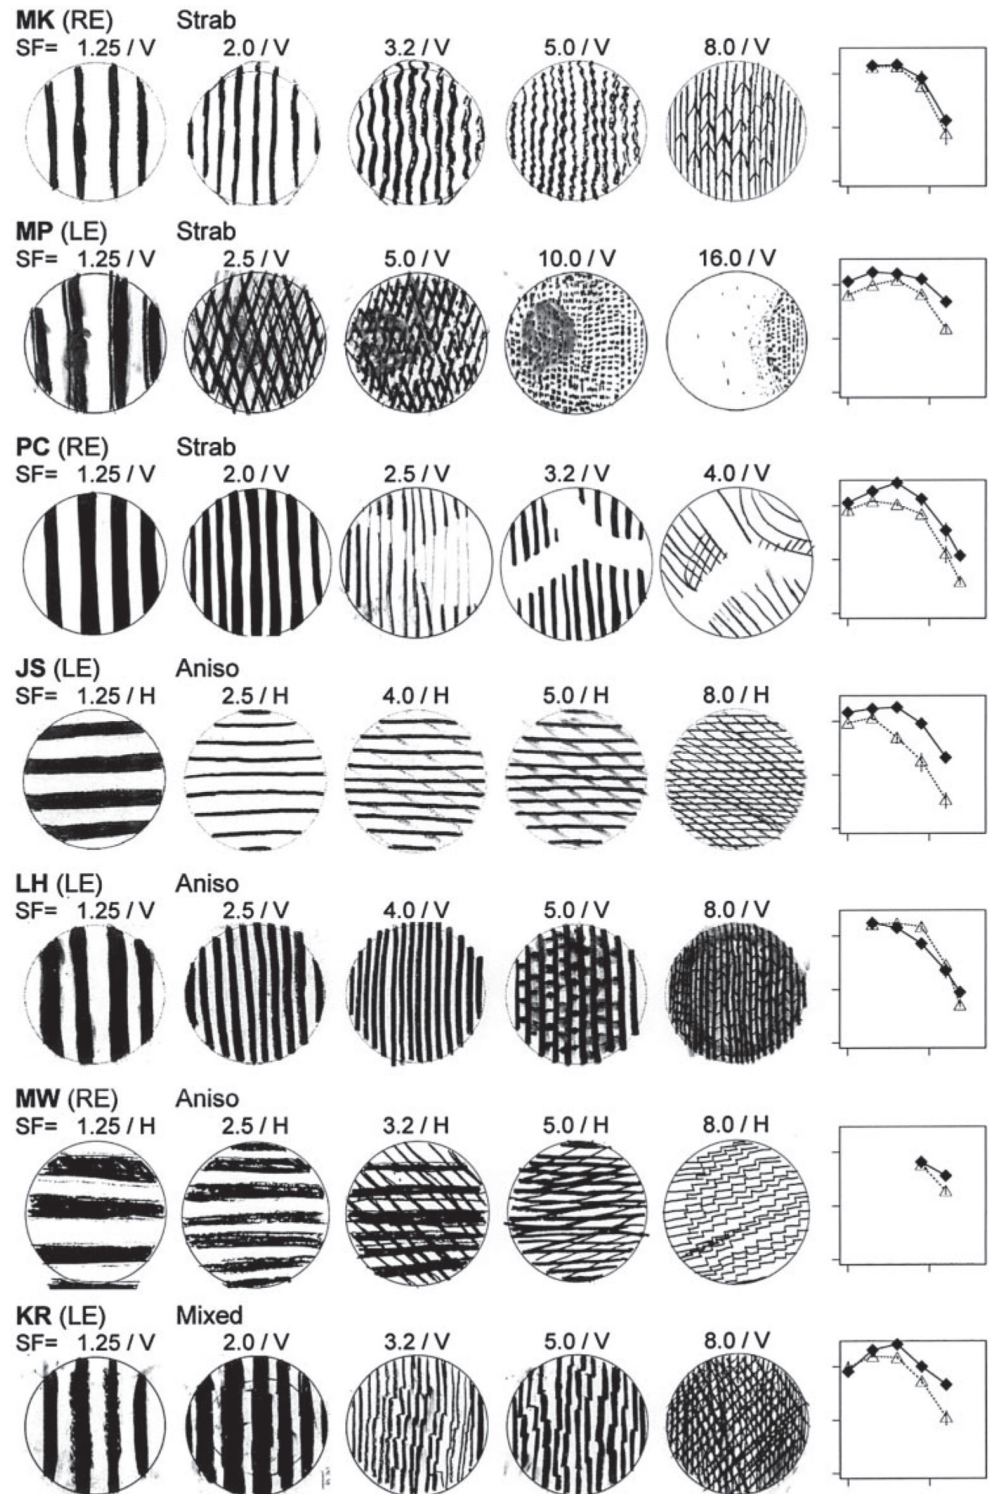 MK (RE) Strab
SF= 1.25 / V 2.0 / V 3.2 / V 5.0 / V 8.0 / V
MP (LE) Strab
SF= 1.25 / V 2.5 / V 5.0 / V 10.0 / V 16.0 / V
PC (RE) Strab
SF= 1.25 / V 2.0 / V 2.5 / V 3.2 / V 4.0 / V
JS (LE) Aniso
SF= 1.25 / H 2.5 / H 4.0 / H 5.0 / H 8.0 / H
LH (LE) Aniso
SF= 1.25 / V 2.5 / V 4.0 / V 5.0 / V 8.0 / V
MW (RE) Aniso
SF= 1.25 / H 2.5 / H 3.2 / H 5.0 / H 8.0 / H
KR (LE) Mixed
SF= 1.25 / V 2.0 / V 3.2 / V 5.0 / V 8.0 / V